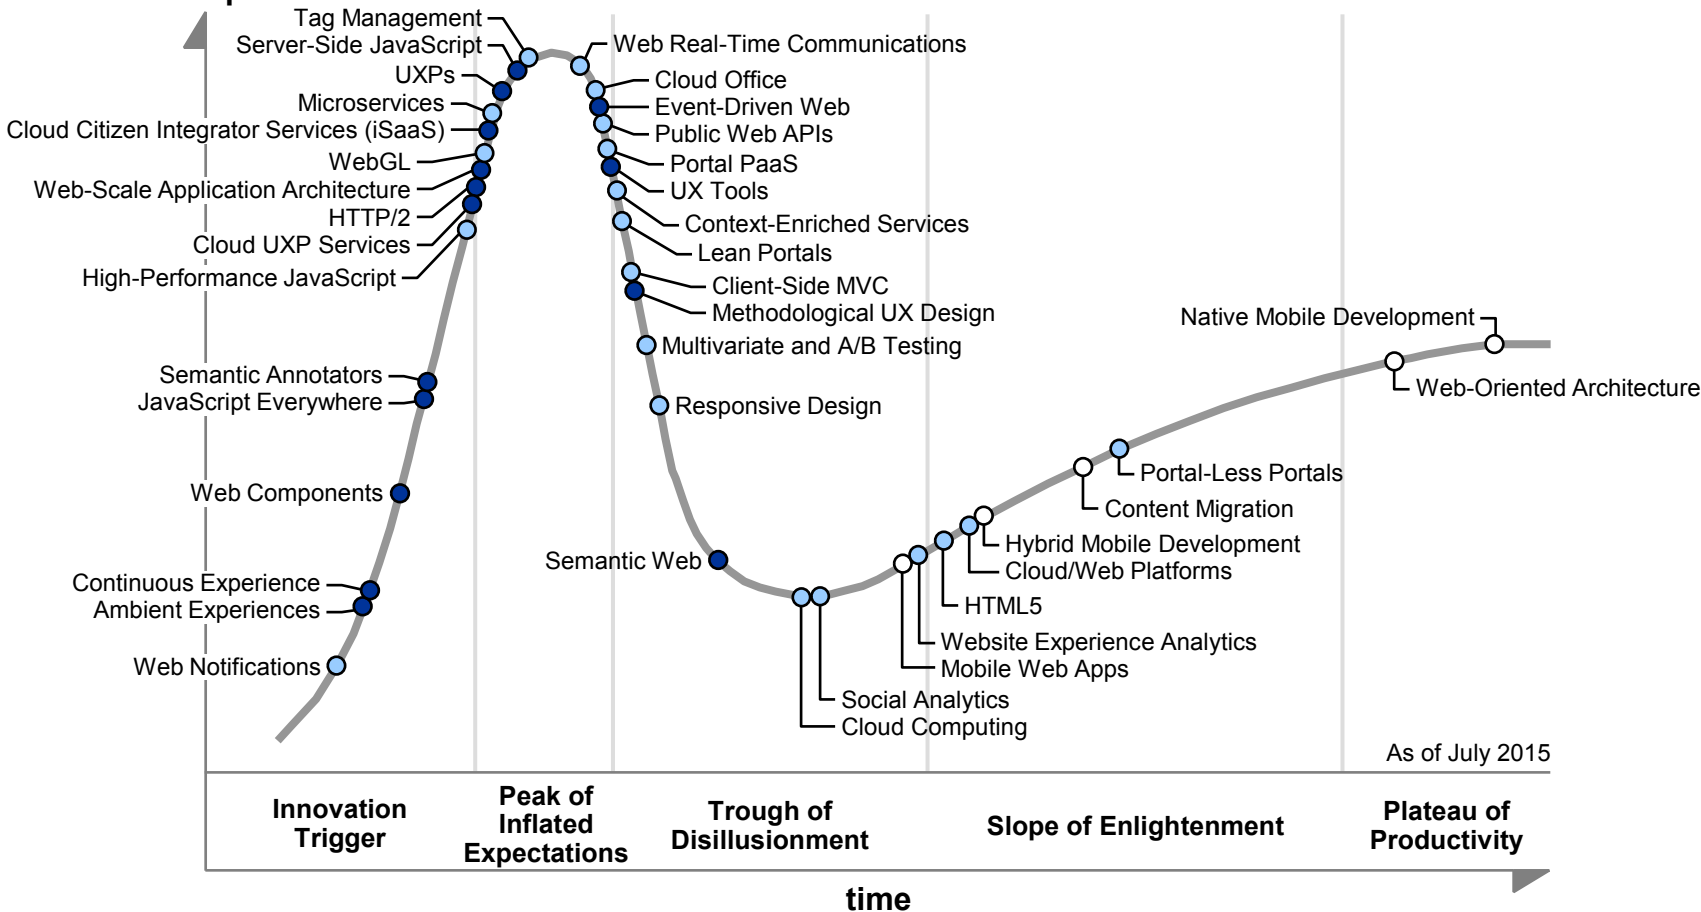 Tag Management
Server-Side JavaScript
UXPs
Microservices
Cloud Citizen Integrator Services (iSaaS)
WebGL
Web-Scale Application Architecture
HTTP/2
Cloud UXP Services
High-Performance JavaScript
Semantic Annotators
JavaScript Everywhere
Web Components
Continuous Experience
Ambient Experiences
Web Notifications
Web Real-Time Communications
Cloud Office
Event-Driven Web
Public Web APIs
Portal PaaS
UX Tools
Context-Enriched Services
Lean Portals
Client-Side MVC
Methodological UX Design
Multivariate and A/B Testing
Responsive Design
Semantic Web
Native Mobile Development
Web-Oriented Architecture
Portal-Less Portals
Content Migration
Hybrid Mobile Development
Cloud/Web Platforms
HTML5
Website Experience Analytics
Mobile Web Apps
Social Analytics
Cloud Computing
As of July 2015
Innovation
Trigger
Peak of
Inflated
Expectations
Trough of
Disillusionment
Slope of Enlightenment
Plateau of
Productivity
time